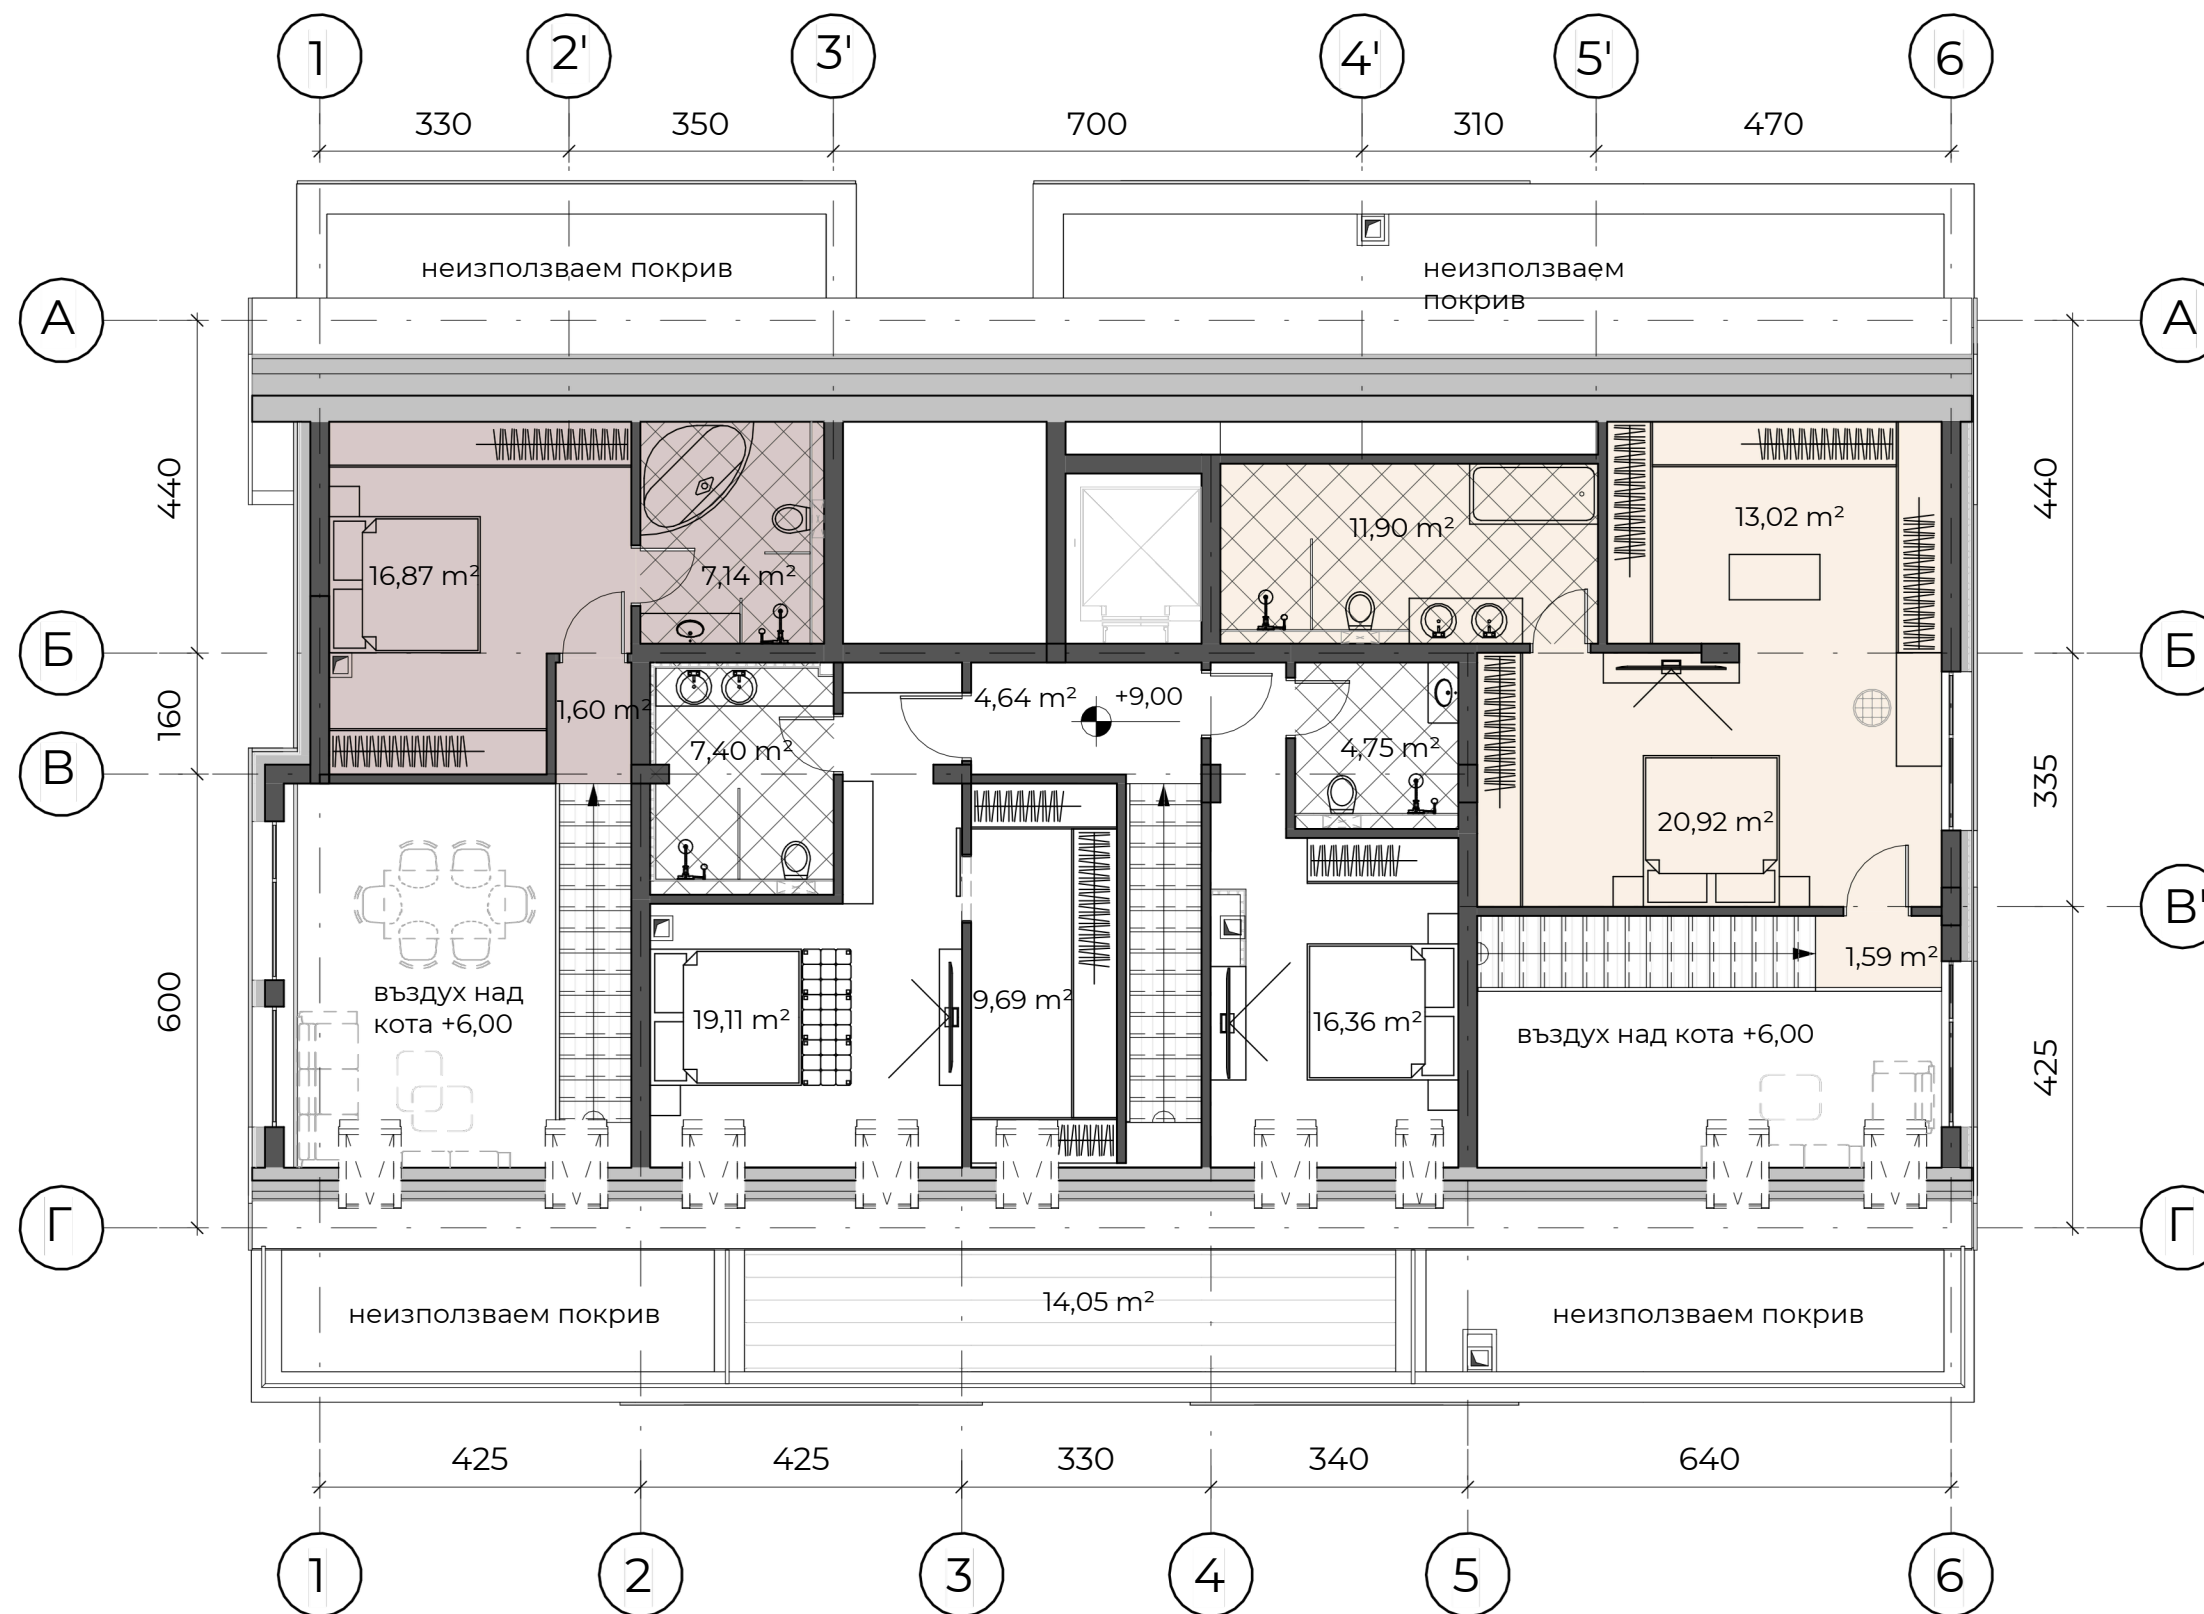 1 2' 3' 4' 5' 6
330 350 700 310 470
неизползваем покрив
неизползваем
покрив
А А
440 440
13,02 m²
11,90 m²
16,87 m² 7,14 m²
Б Б
160
1,60 m² 4,64 m² +9,00
7,40 m² 4,75 m²
В
335
20,92 m²
В'
1,59 m²
600
въздух над
кота +6,00
9,69 m²
19,11 m² 16,36 m²
въздух над кота +6,00
425
Г Г
14,05 m²
неизползваем покрив неизползваем покрив
425 425 330 340 640
1 2 3 4 5 6